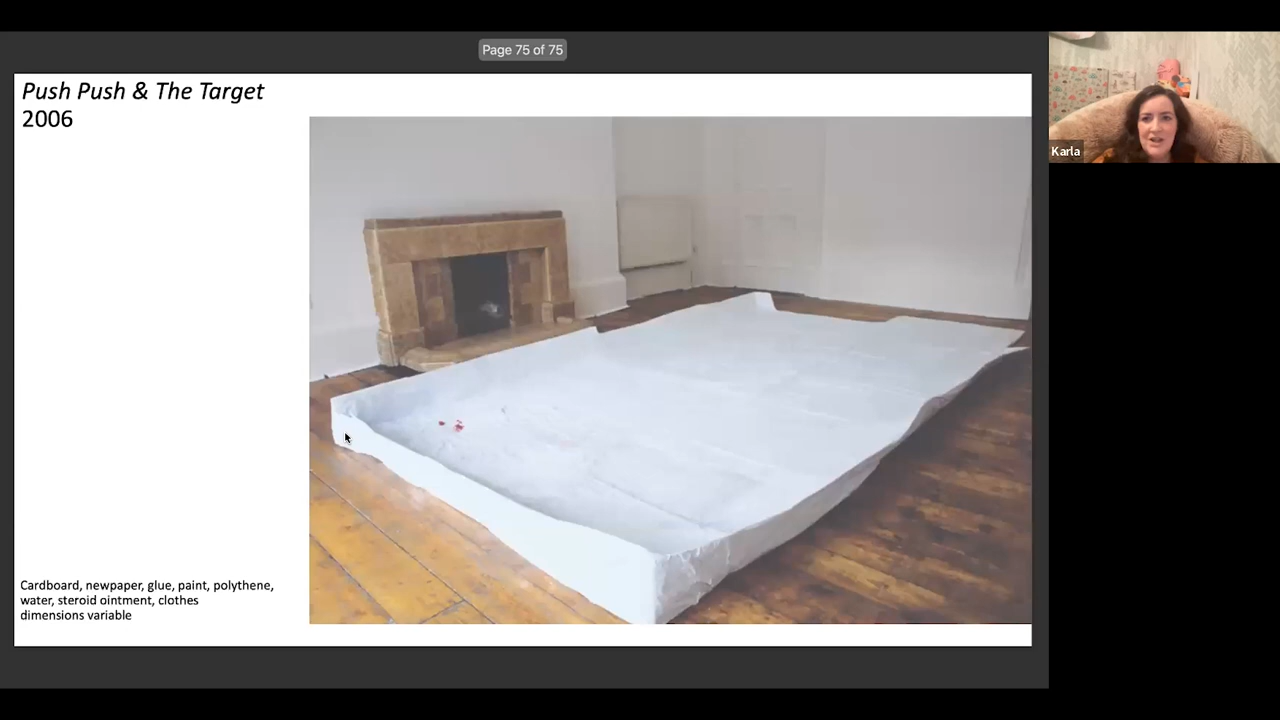 Page 75 of 75
Push Push & The Target
2006
Karla
Cardboard, newpaper, glue, paint, polythene,
water, steroid ointment, clothes
dimensions variable